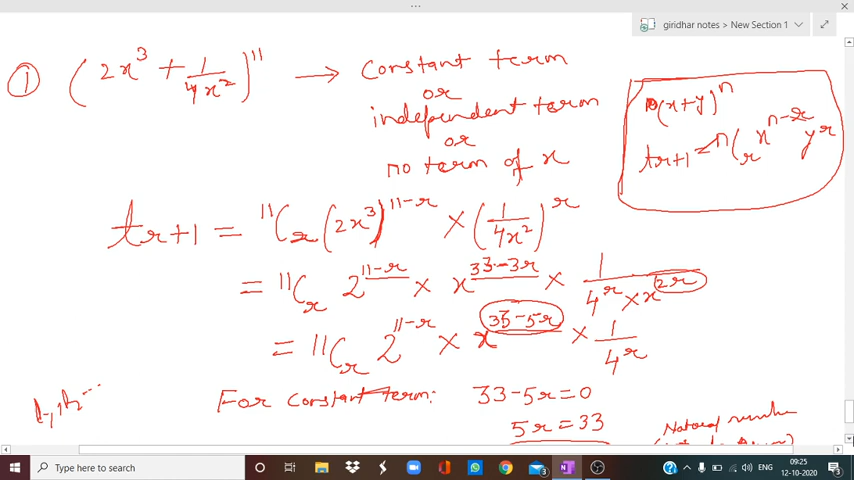 giridhar notes > New Section 1
① (2x³ + 1/4x²)¹¹ → Constant term
or
independent term
or
no term of x
(x+y)ⁿ
tr+1 = nCr xⁿ⁻ʳ yʳ
tr+1 = ¹¹Cr (2x³)¹¹⁻ʳ × (1/4x²)ʳ
= ¹¹Cr 2¹¹⁻ʳ × x³³⁻³ʳ × 1/4ʳ × x²ʳ
= ¹¹Cr 2¹¹⁻ʳ × x³³⁻⁵ʳ × 1/4ʳ
For constant term: 33-5r=0
5r = 33
Natural number
t₁, t₂ ...
Type here to search
ENG
09:25
12-10-2020